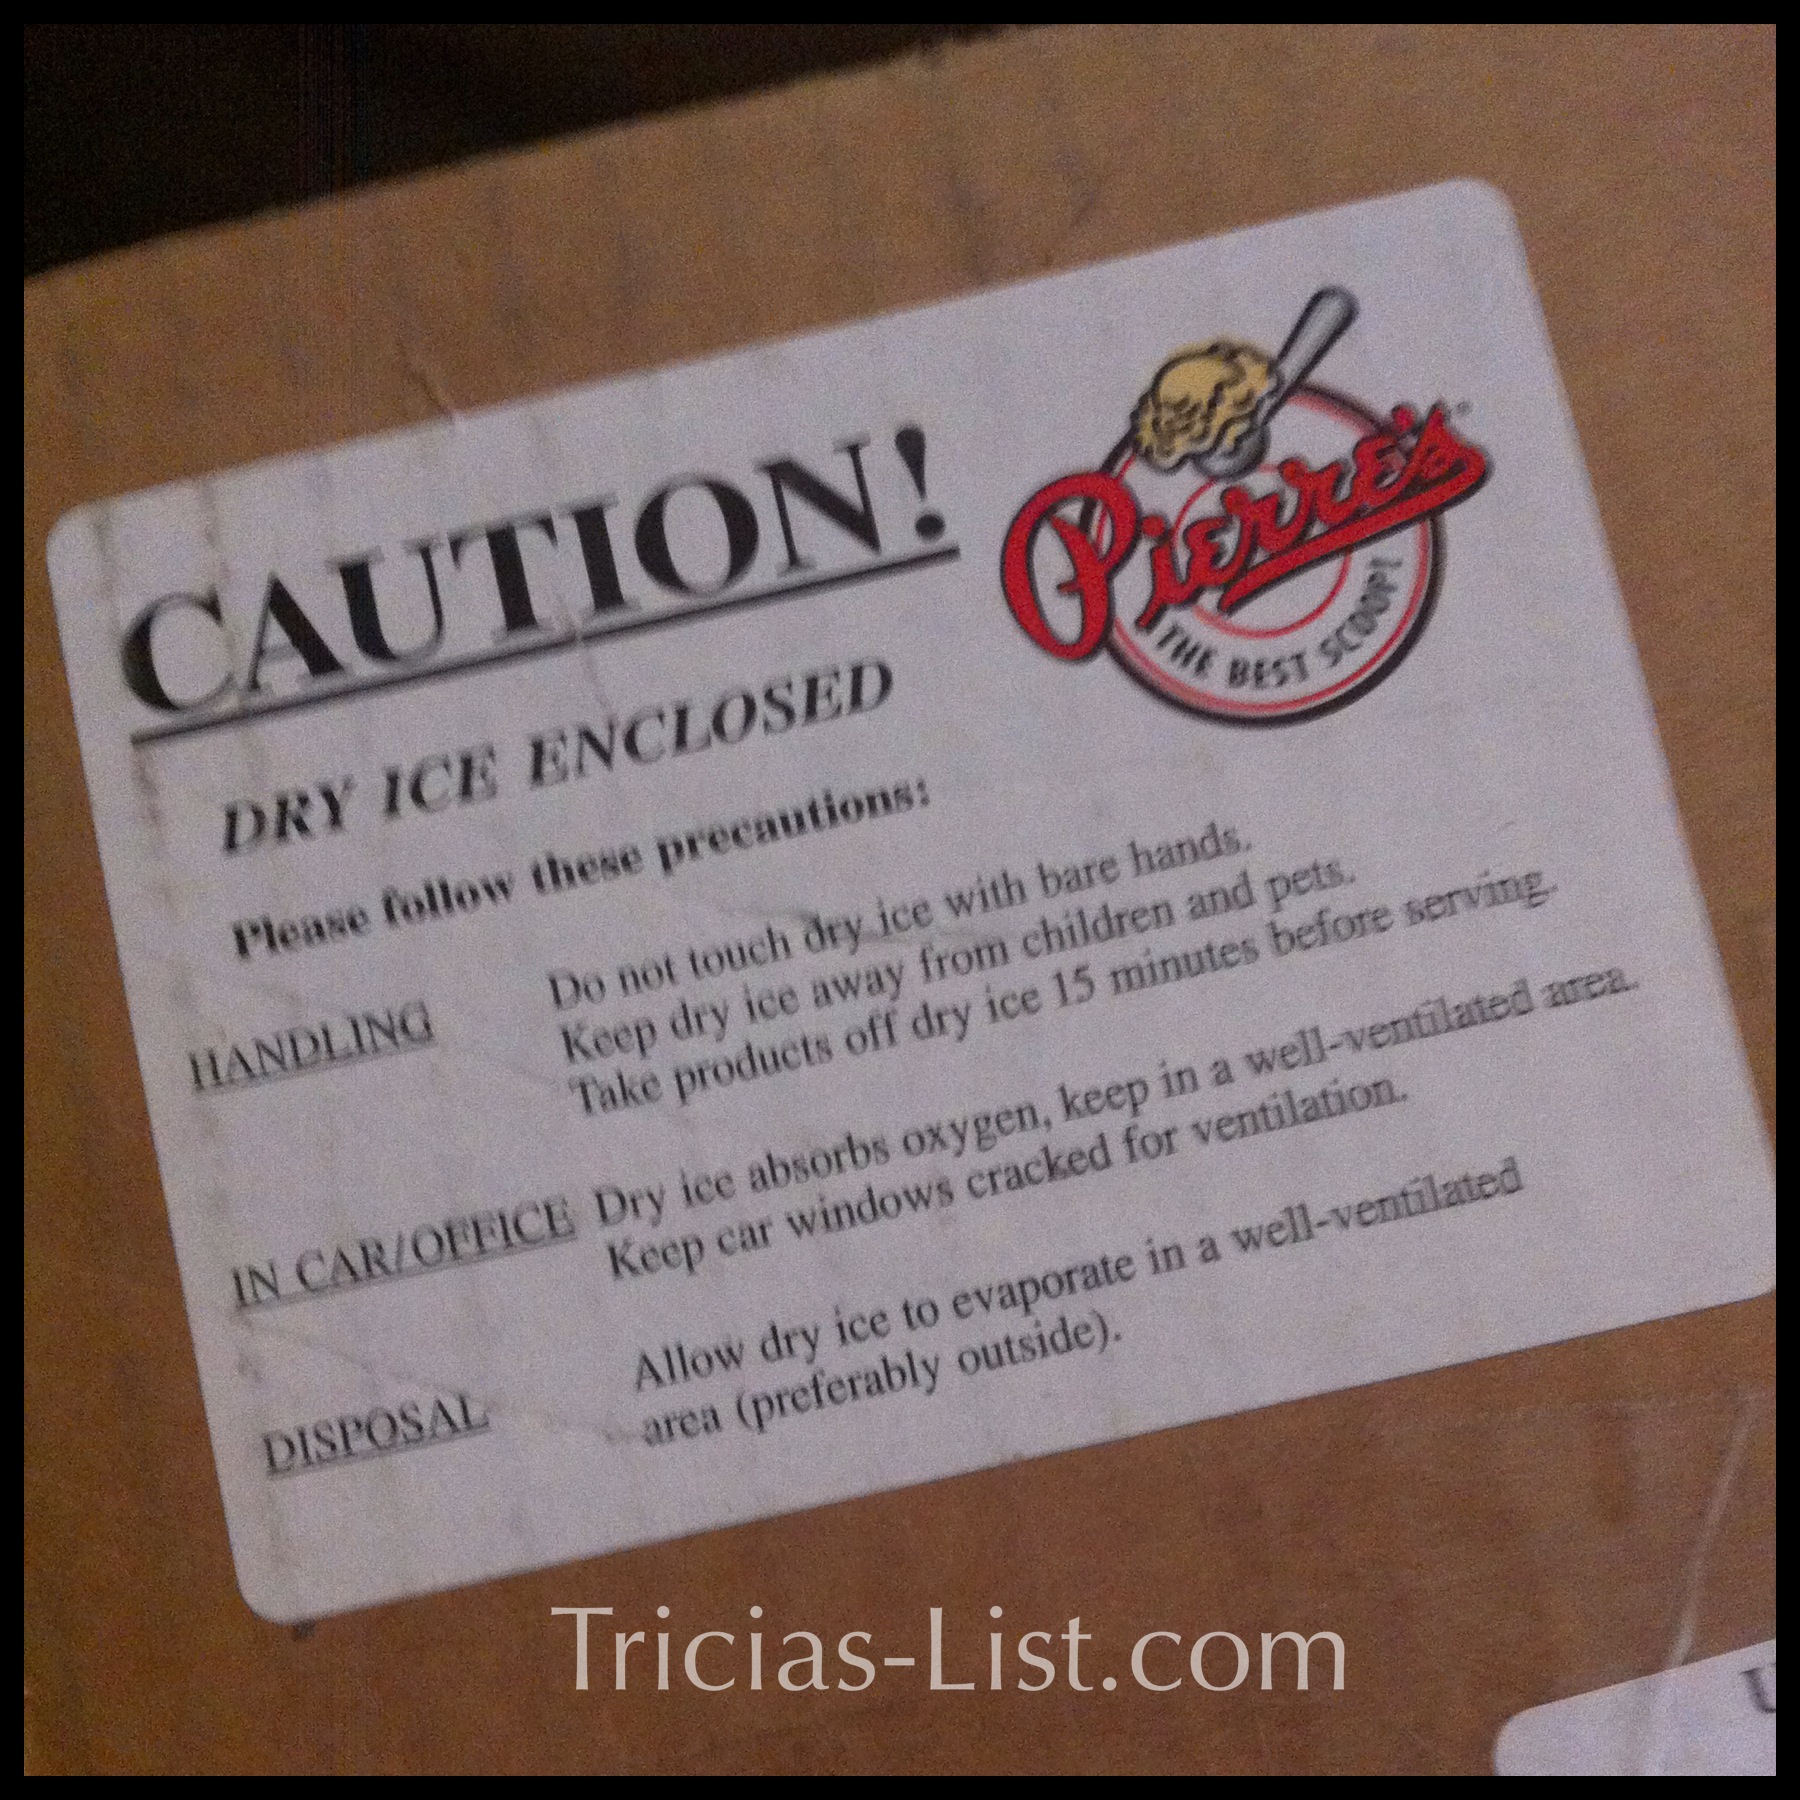 CAUTION!
Pierre's
THE BEST SCOOP!
DRY ICE ENCLOSED
Please follow these precautions:
HANDLING
Do not touch dry ice with bare hands.
Keep dry ice away from children and pets.
Take products off dry ice 15 minutes before serving.
IN CAR/OFFICE
Dry ice absorbs oxygen, keep in a well-ventilated area.
Keep car windows cracked for ventilation.
DISPOSAL
Allow dry ice to evaporate in a well-ventilated
area (preferably outside).
Tricias-List.com